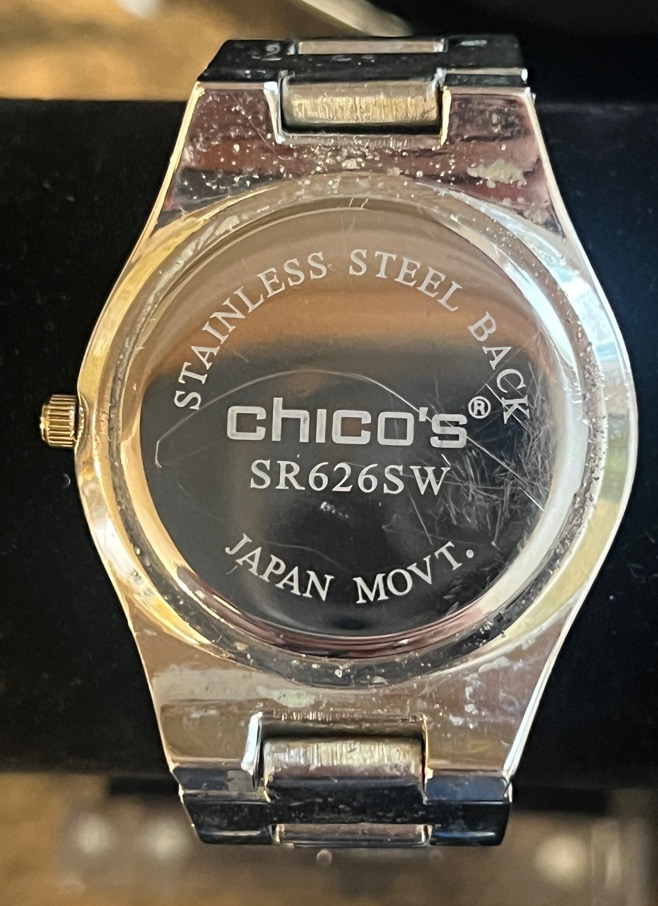 STAINLESS STEEL BACK
chico's®
SR626SW
JAPAN MOVT.